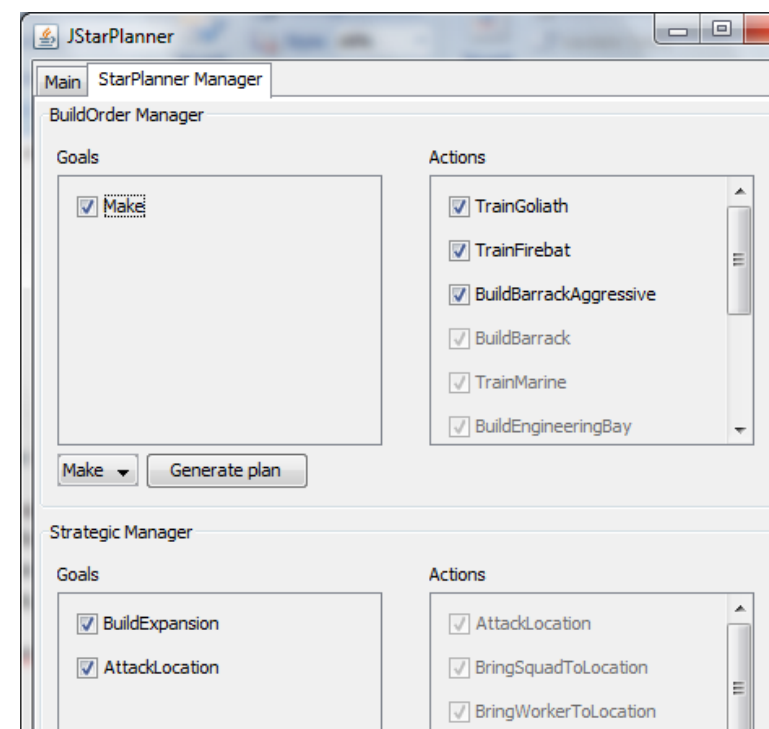 JStarPlanner
Main StarPlanner Manager
BuildOrder Manager
Goals Actions
Make TrainGoliath
TrainFirebat
BuildBarrackAggressive
BuildBarrack
TrainMarine
BuildEngineeringBay
Make Generate plan
Strategic Manager
Goals Actions
BuildExpansion AttackLocation
AttackLocation BringSquadToLocation
BringWorkerToLocation